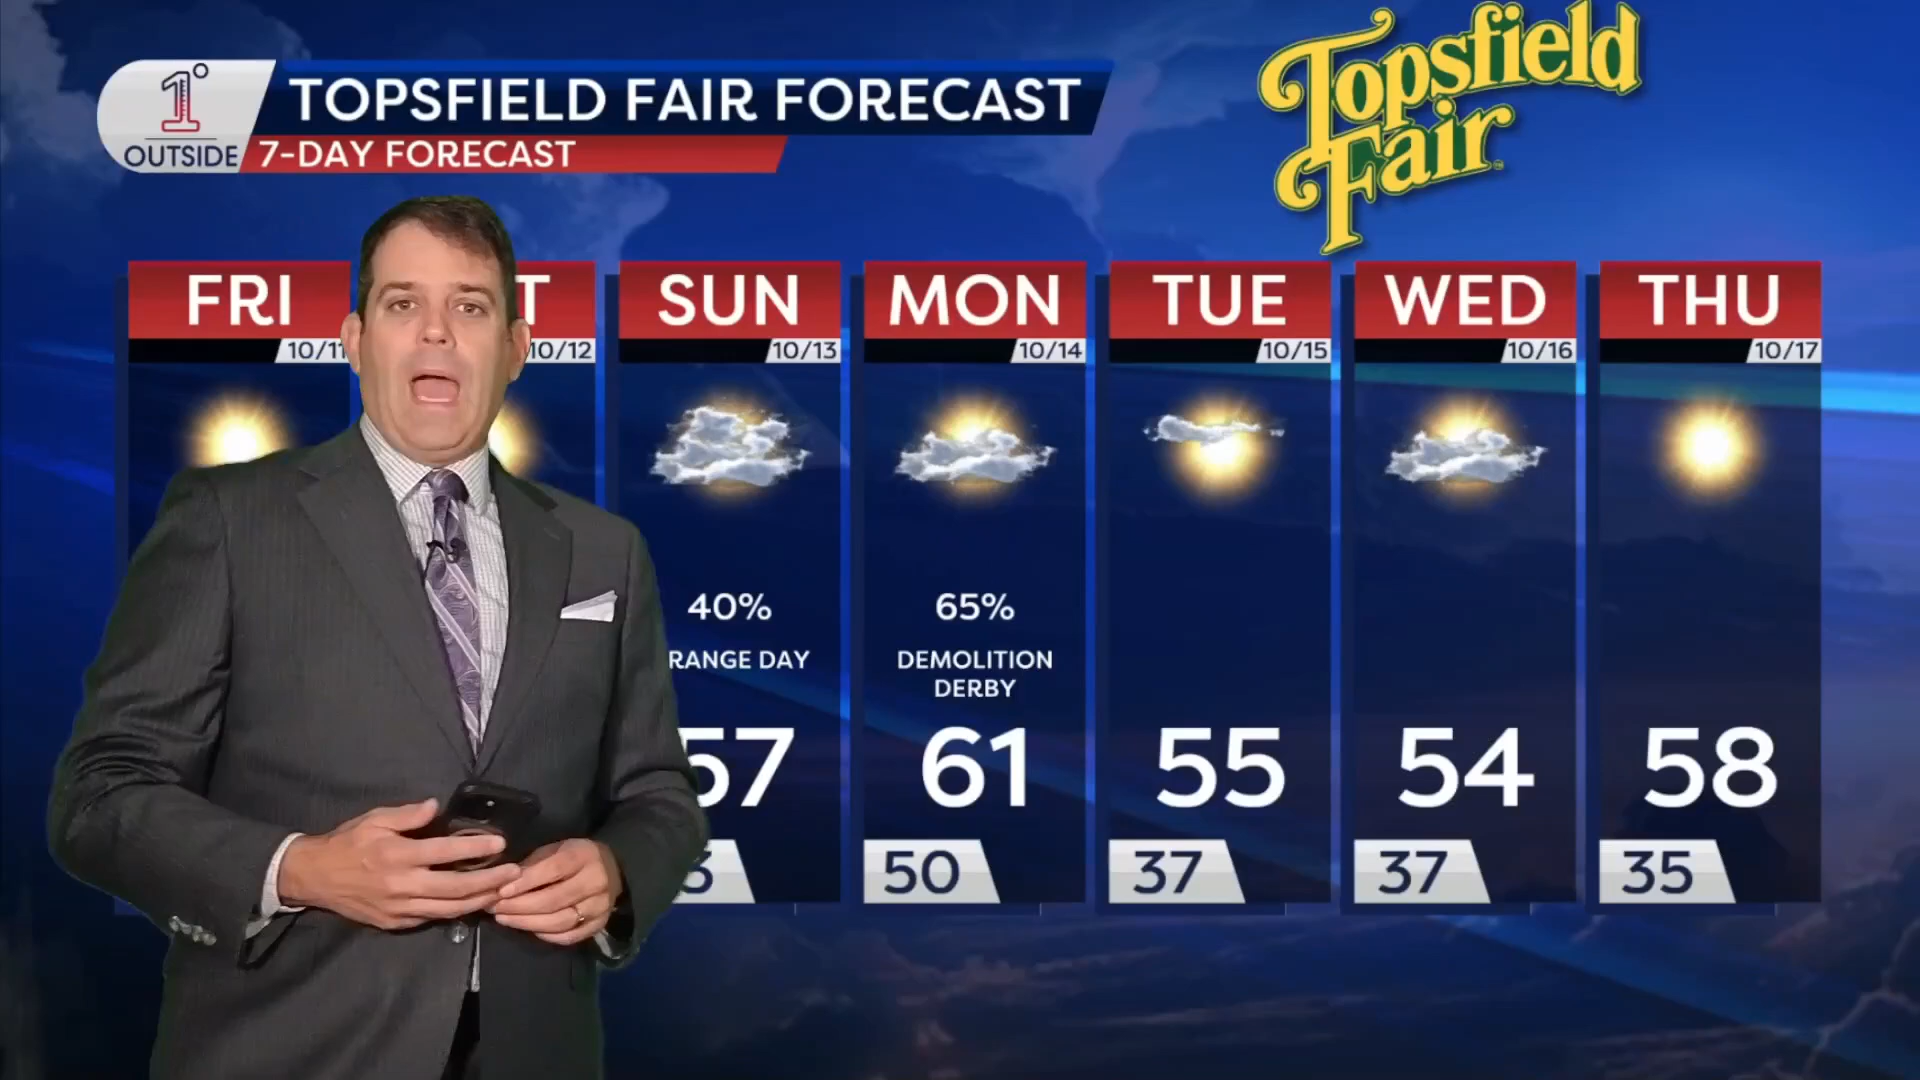 1°
OUTSIDE
TOPSFIELD FAIR FORECAST
7-DAY FORECAST
Topsfield
Fair
FRI
SUN
MON
TUE
WED
THU
10/11
10/12
10/13
10/14
10/15
10/16
10/17
40%
65%
RANGE DAY
DEMOLITION
DERBY
57
61
55
54
58
50
37
37
35